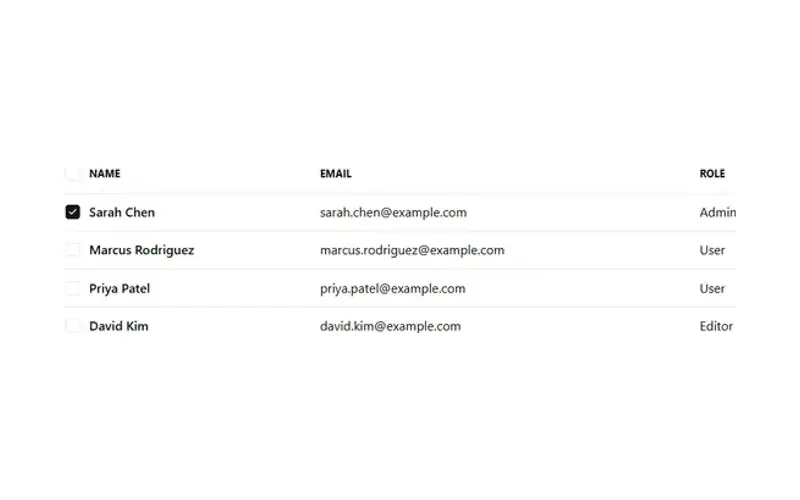 NAME EMAIL ROLE
Sarah Chen sarah.chen@example.com Admin
Marcus Rodriguez marcus.rodriguez@example.com User
Priya Patel priya.patel@example.com User
David Kim david.kim@example.com Editor